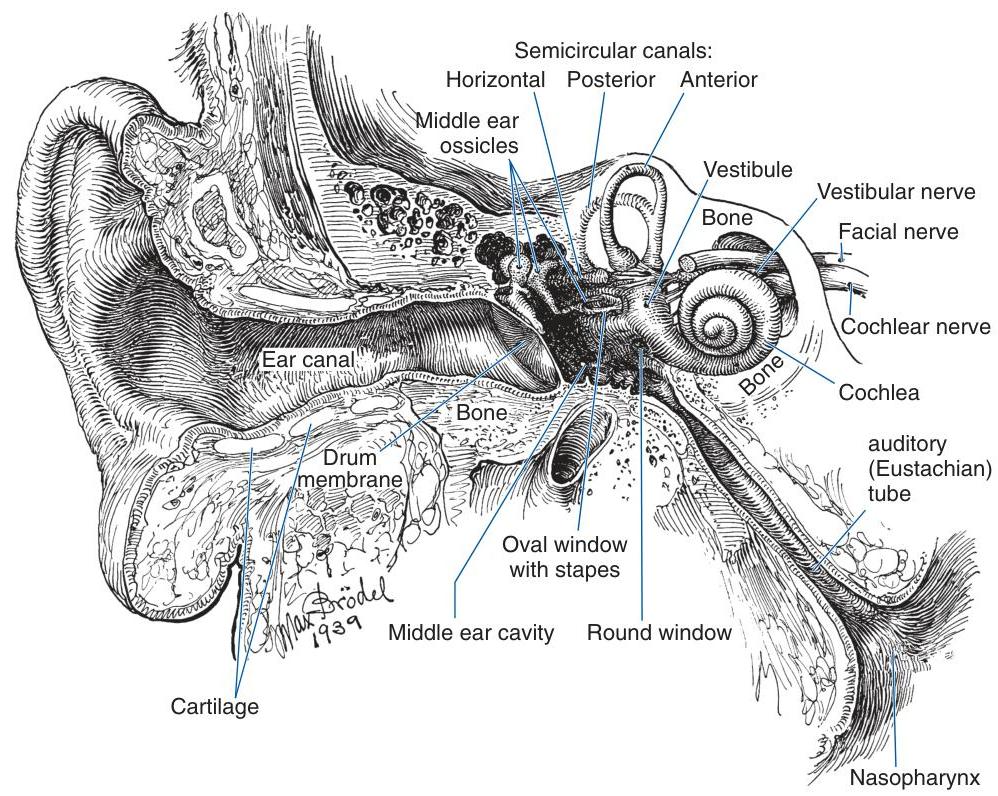 Semicircular canals:
Horizontal Posterior Anterior
Middle ear
ossicles
Vestibule
Vestibular nerve
Bone
Facial nerve
Cochlear nerve
Ear canal
Bone
Cochlea
Bone
auditory
(Eustachian)
tube
Drum
membrane
Oval window
with stapes
Max Brödel
1939
Middle ear cavity
Round window
Cartilage
Nasopharynx